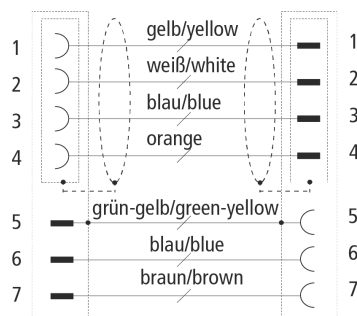 1 gelb/yellow 1
2 weiß/white 2
3 blau/blue 3
4 orange 4
5 grün-gelb/green-yellow 5
6 blau/blue 6
7 braun/brown 7